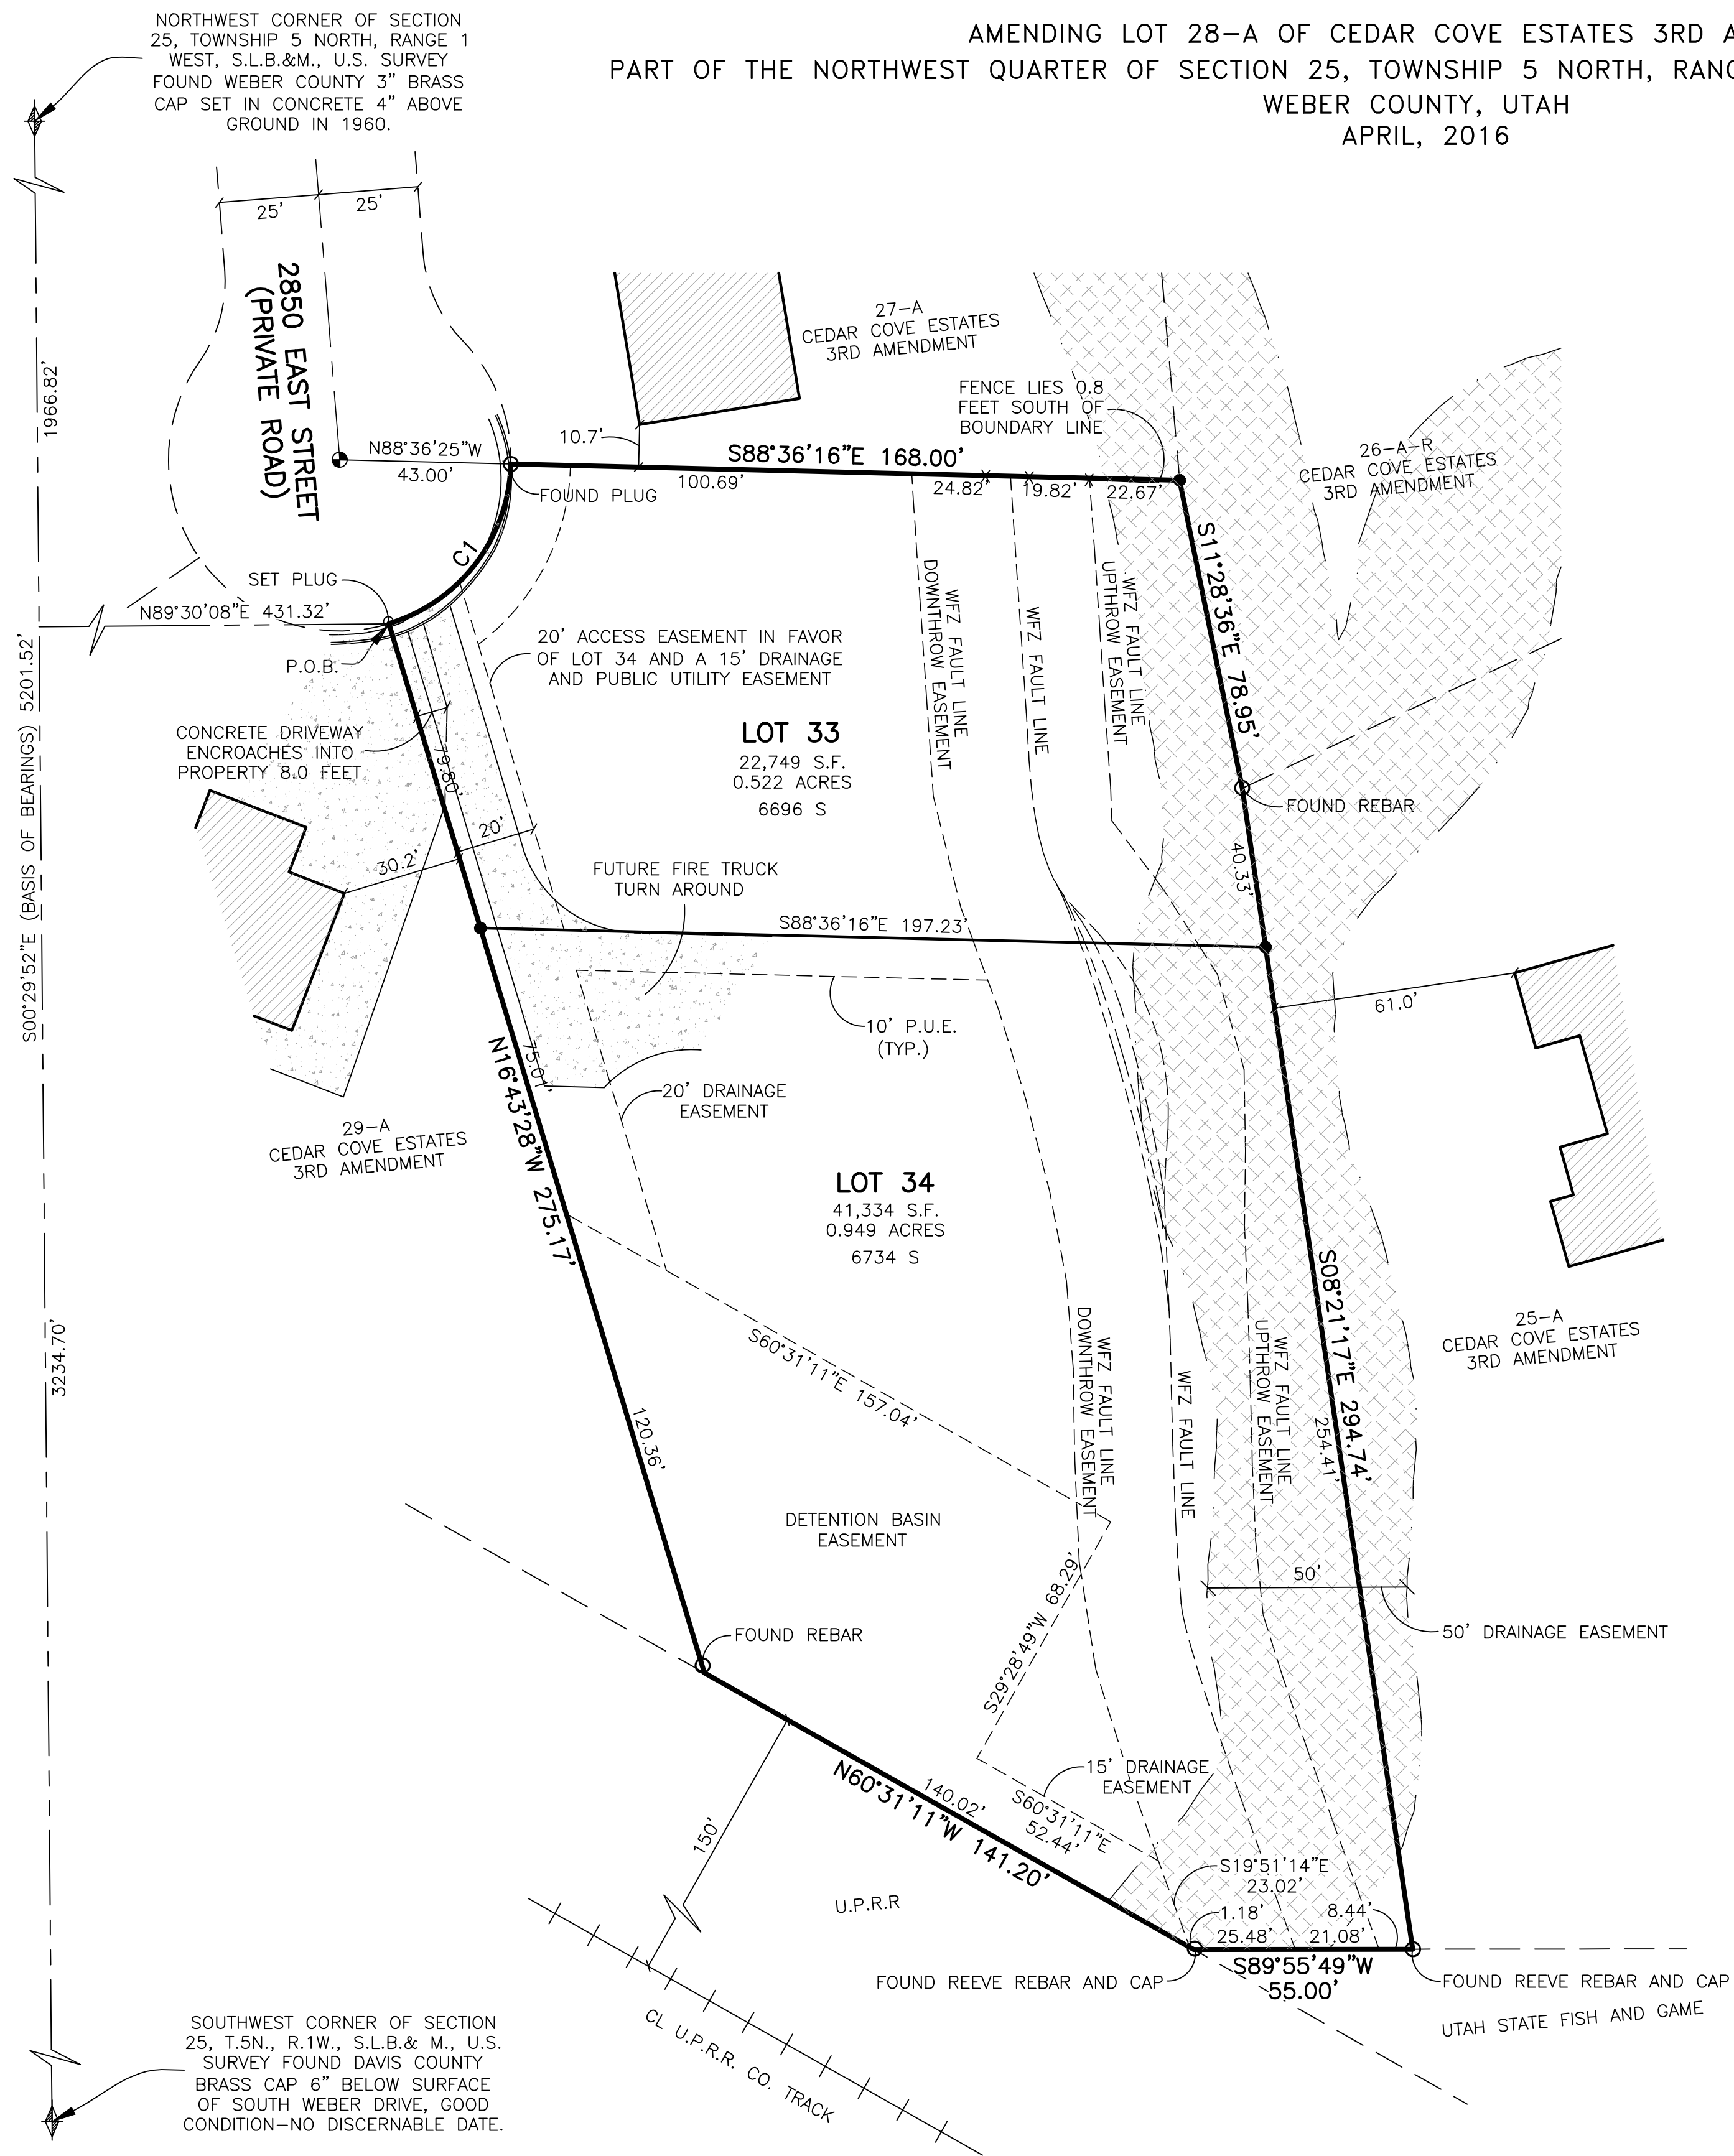 NORTHWEST CORNER OF SECTION
25, TOWNSHIP 5 NORTH, RANGE 1
WEST, S.L.B.&M., U.S. SURVEY
FOUND WEBER COUNTY 3" BRASS
CAP SET IN CONCRETE 4" ABOVE
GROUND IN 1960.
AMENDING LOT 28-A OF CEDAR COVE ESTATES 3RD
PART OF THE NORTHWEST QUARTER OF SECTION 25, TOWNSHIP 5 NORTH,
WEBER COUNTY, UTAH
APRIL, 2016
25'
25'
2850 EAST STREET
(PRIVATE ROAD)
1966.82'
27-A
CEDAR COVE ESTATES
3RD AMENDMENT
FENCE LIES 0.8
FEET SOUTH OF
BOUNDARY LINE
26-A-R
CEDAR COVE ESTATES
3RD AMENDMENT
N88°36'25"W
43.00'
10.7'
S88°36'16"E 168.00'
100.69'
24.82'
19.82'
22.67'
FOUND PLUG
C1
S11°28'36"E 78.95'
SET PLUG
N89°30'08"E 431.32'
P.O.B.
20' ACCESS EASEMENT IN FAVOR
OF LOT 34 AND A 15' DRAINAGE
AND PUBLIC UTILITY EASEMENT
WFZ FAULT LINE
DOWNTHROW EASEMENT
WFZ FAULT LINE
WFZ FAULT LINE
UPTHROW EASEMENT
S00°29'52"E (BASIS OF BEARINGS) 5201.52'
CONCRETE DRIVEWAY
ENCROACHES INTO
PROPERTY 8.0 FEET
79.80'
LOT 33
22,749 S.F.
0.522 ACRES
6696 S
FOUND REBAR
20'
30.2'
40.33'
FUTURE FIRE TRUCK
TURN AROUND
S88°36'16"E 197.23'
61.0'
10' P.U.E.
(TYP.)
75.01'
N16°43'28"W 275.17'
20' DRAINAGE
EASEMENT
29-A
CEDAR COVE ESTATES
3RD AMENDMENT
LOT 34
41,334 S.F.
0.949 ACRES
6734 S
3234.70'
S60°31'11"E 157.04'
WFZ FAULT LINE
DOWNTHROW EASEMENT
WFZ FAULT LINE
WFZ FAULT LINE
UPTHROW EASEMENT
S08°21'17"E 294.74'
254.41'
25-A
CEDAR COVE ESTATES
3RD AMENDMENT
120.36'
DETENTION BASIN
EASEMENT
S29°28'49"W 68.29'
50'
50' DRAINAGE EASEMENT
FOUND REBAR
15' DRAINAGE
EASEMENT
140.02'
N60°31'11"W 141.20'
S60°31'11"E
52.44'
150'
S19°51'14"E
23.02'
U.P.R.R
1.18'
8.44'
25.48'
21.08'
S89°55'49"W
55.00'
FOUND REEVE REBAR AND CAP
FOUND REEVE REBAR AND CAP
UTAH STATE FISH AND GAME
CL U.P.R.R. CO. TRACK
SOUTHWEST CORNER OF SECTION
25, T.5N., R.1W., S.L.B.& M., U.S.
SURVEY FOUND DAVIS COUNTY
BRASS CAP 6" BELOW SURFACE
OF SOUTH WEBER DRIVE, GOOD
CONDITION-NO DISCERNABLE DATE.